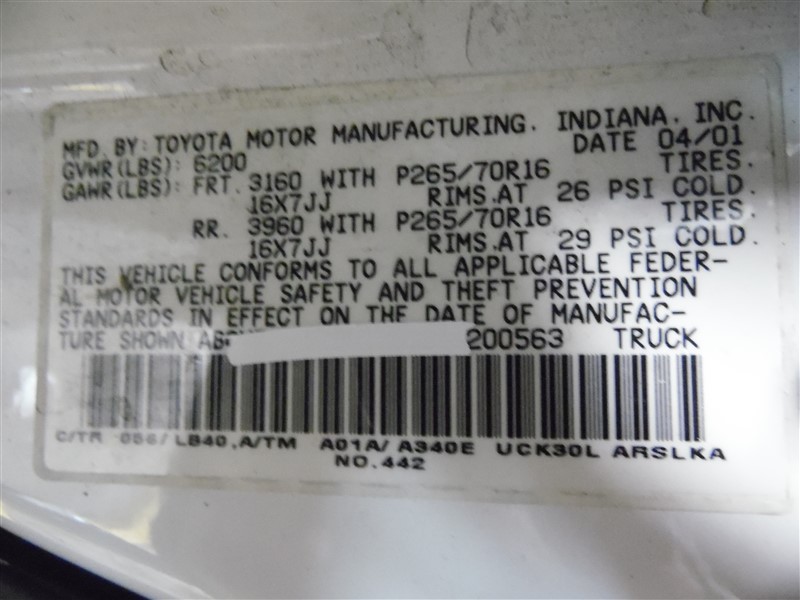 MFD. BY: TOYOTA MOTOR MANUFACTURING. INDIANA. INC.
GVWR(LBS): 6200 DATE 04/01
GAWR(LBS): FRT. 3160 WITH P265/70R16 TIRES.
16X7JJ RIMS.AT 26 PSI COLD.
RR. 3960 WITH P265/70R16 TIRES.
16X7JJ RIMS.AT 29 PSI COLD.
THIS VEHICLE CONFORMS TO ALL APPLICABLE FEDER-
AL MOTOR VEHICLE SAFETY AND THEFT PREVENTION
STANDARDS IN EFFECT ON THE DATE OF MANUFAC-
TURE SHOWN 200563 TRUCK
C/TR 056/ LB40 ,A/TM A01A/ A340E UCK30L ARSLKA
NO.442